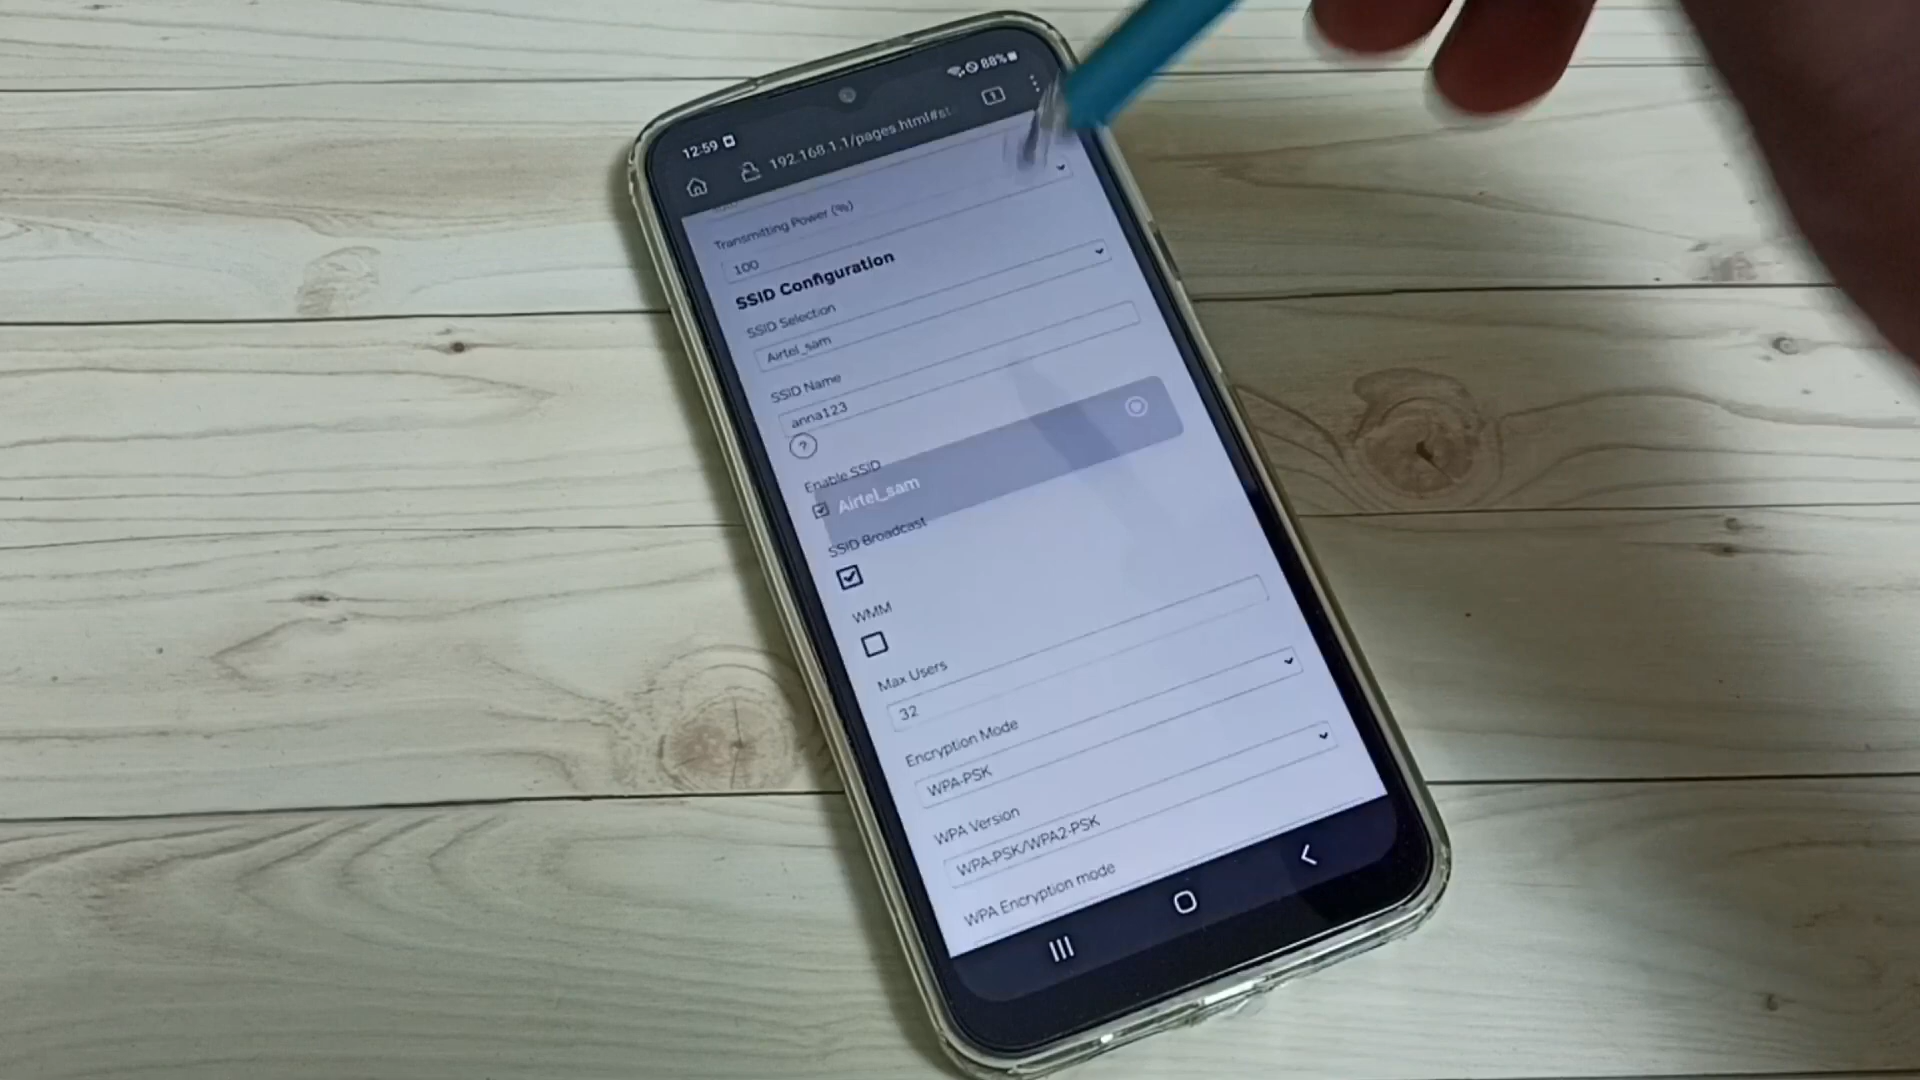 12:59
88%
192.168.1.1/pages.html#st
1
Transmitting Power (%)
100
SSID Configuration
SSID Selection
Airtel_sam
SSID Name
anna123
?
Enable SSID
Airtel_sam
SSID Broadcast
WMM
Max Users
32
Encryption Mode
WPA-PSK
WPA Version
WPA-PSK/WPA2-PSK
WPA Encryption mode